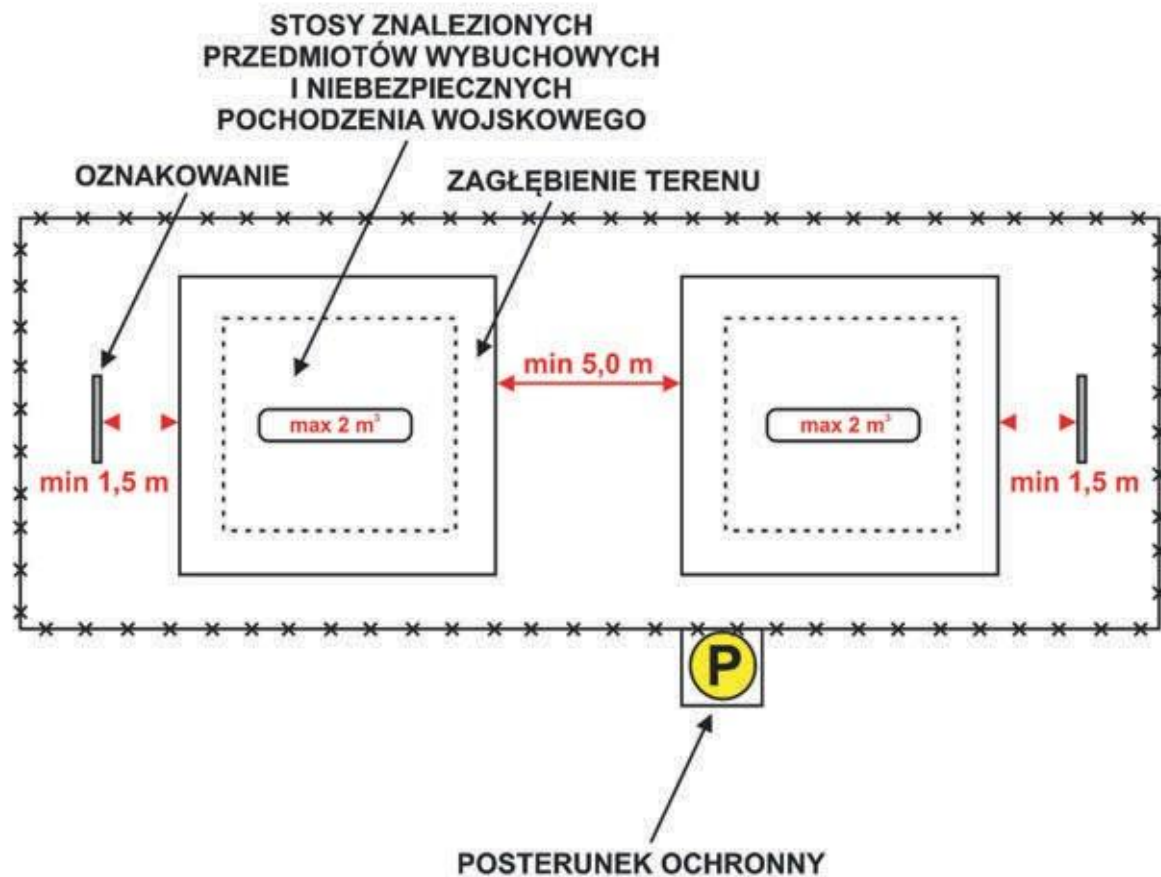 STOSY ZNALEZIONYCH
PRZEDMIOTÓW WYBUCHOWYCH
I NIEBEZPIECZNYCH
POCHODZENIA WOJSKOWEGO
OZNAKOWANIE
ZAGŁĘBIENIE TERENU
min 5,0 m
max 2 m³
max 2 m³
min 1,5 m
min 1,5 m
P
POSTERUNEK OCHRONNY